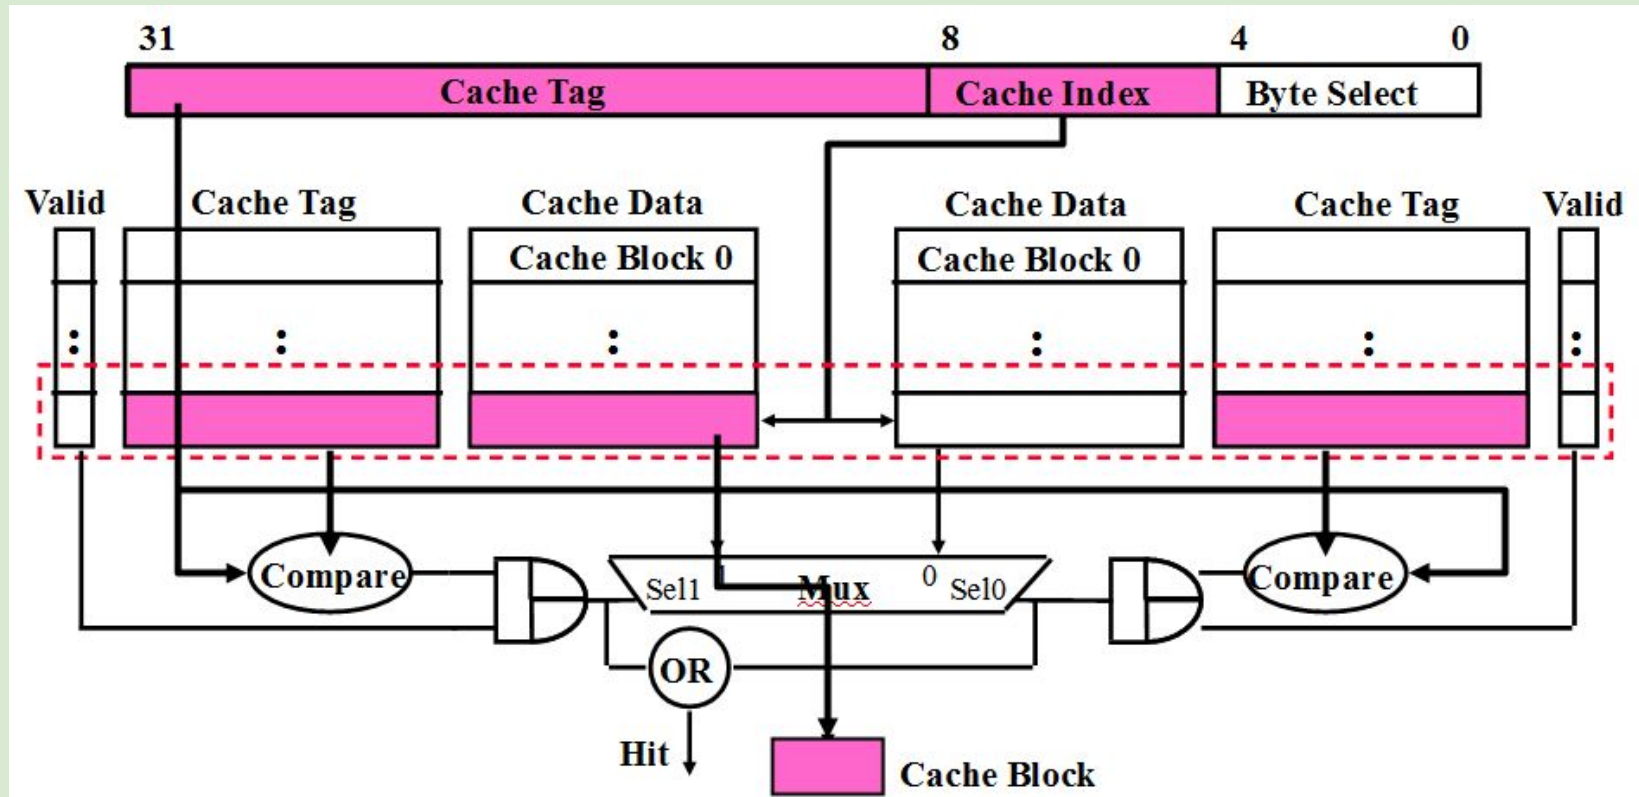 31 8 4 0
Cache Tag Cache Index Byte Select
Valid Cache Tag Cache Data Cache Data Cache Tag Valid
Cache Block 0 Cache Block 0
: : : : : :
Compare Sel1 1 Mux 0 Sel0 Compare
OR
Hit
Cache Block